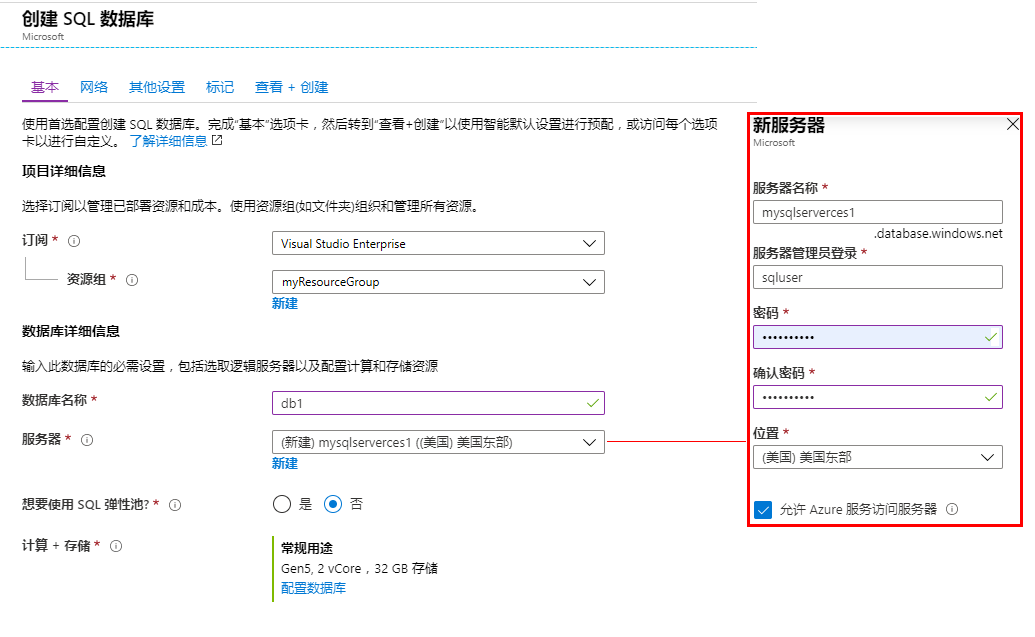 创建 SQL 数据库
Microsoft
基本 网络 其他设置 标记 查看 + 创建
使用首选配置创建 SQL 数据库。完成"基本"选项卡，然后转到"查看+创建"以使用智能默认设置进行预配，或访问每个选项
卡以进行自定义。 了解详细信息
项目详细信息
选择订阅以管理已部署资源和成本。使用资源组(如文件夹)组织和管理所有资源。
订阅 *
Visual Studio Enterprise
资源组 *
myResourceGroup
新建
数据库详细信息
输入此数据库的必需设置，包括选取逻辑服务器以及配置计算和存储资源
数据库名称 *
db1
服务器 *
(新建) mysqlserverces1 ((美国) 美国东部)
新建
想要使用 SQL 弹性池? *
是 否
计算 + 存储 *
常规用途
Gen5, 2 vCore，32 GB 存储
配置数据库
新服务器
Microsoft
服务器名称 *
mysqlserverces1
.database.windows.net
服务器管理员登录 *
sqluser
密码 *
••••••••••
确认密码 *
••••••••••
位置 *
(美国) 美国东部
允许 Azure 服务访问服务器